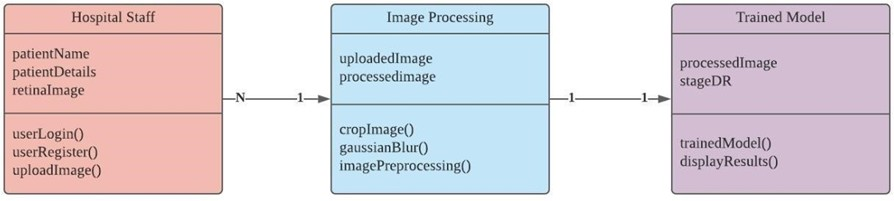 Hospital Staff
patientName
patientDetails
retinaImage
userLogin()
userRegister()
uploadImage()
N
1
Image Processing
uploadedImage
processedimage
cropImage()
gaussianBlur()
imagePreprocessing()
1
1
Trained Model
processedImage
stageDR
trainedModel()
displayResults()